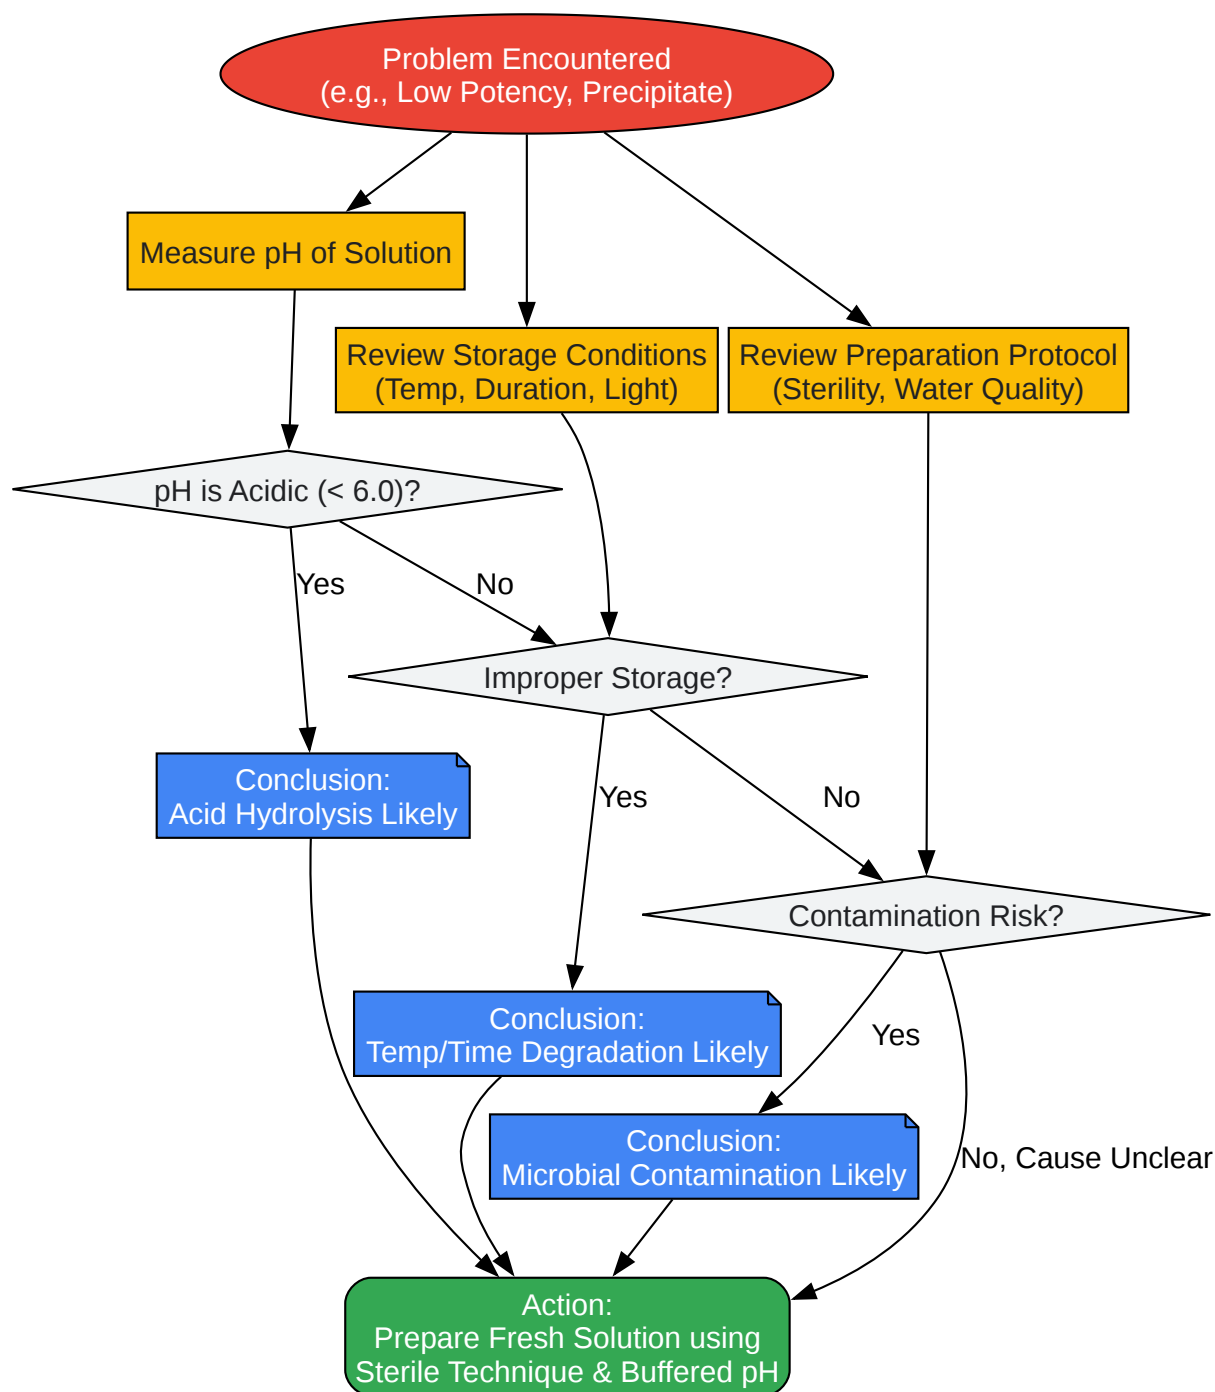 Problem Encountered
(e.g., Low Potency, Precipitate)
Measure pH of Solution
Review Storage Conditions
(Temp, Duration, Light)
Review Preparation Protocol
(Sterility, Water Quality)
pH is Acidic (< 6.0)?
Yes
No
Improper Storage?
Conclusion:
Acid Hydrolysis Likely
Yes
No
Contamination Risk?
Conclusion:
Temp/Time Degradation Likely
Yes
Conclusion:
Microbial Contamination Likely
No, Cause Unclear
Action:
Prepare Fresh Solution using
Sterile Technique & Buffered pH